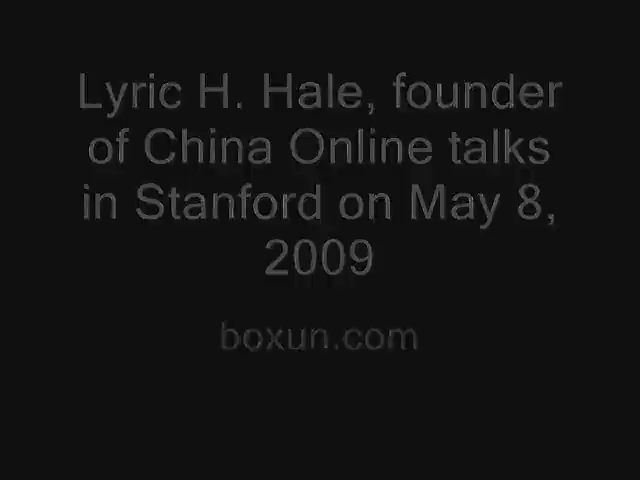 Lyric H. Hale, founder
of China Online talks
in Stanford on May 8,
2009
boxun.com